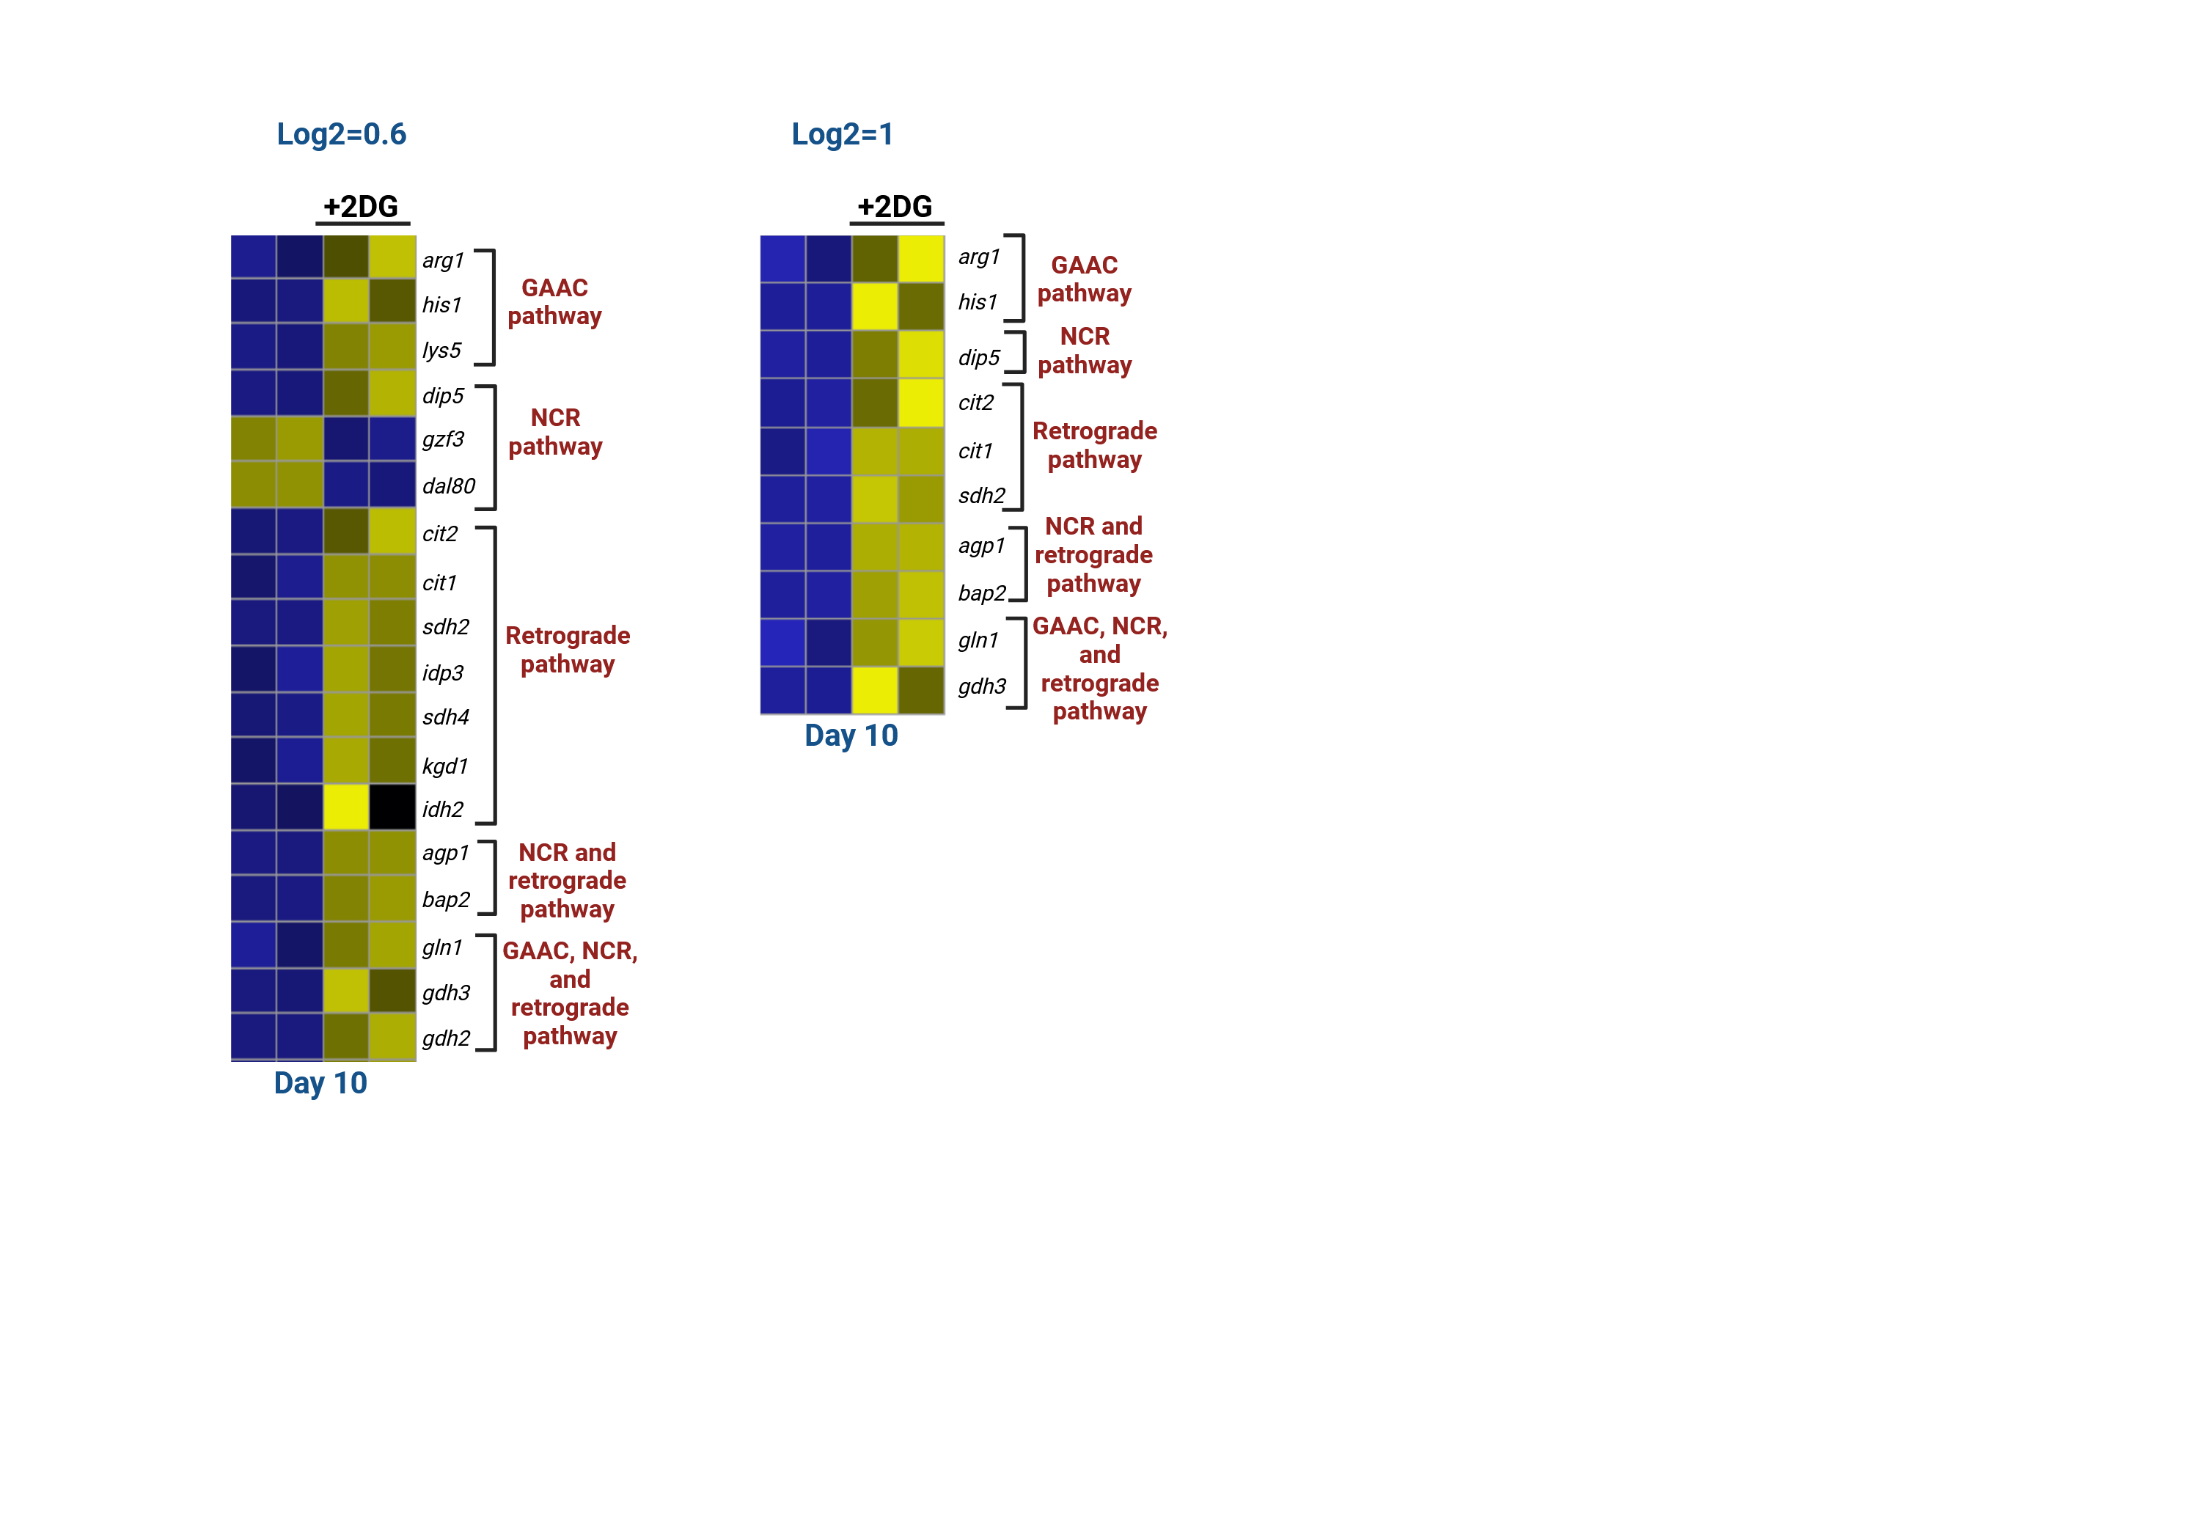 Log2=0.6
+2DG
arg1
his1
lys5
GAAC
pathway
dip5
gzf3
dal80
NCR
pathway
cit2
cit1
sdh2
idp3
sdh4
kgd1
idh2
Retrograde
pathway
agp1
bap2
NCR and
retrograde
pathway
gln1
gdh3
gdh2
GAAC, NCR,
and
retrograde
pathway
Day 10
Log2=1
+2DG
arg1
his1
GAAC
pathway
dip5
NCR
pathway
cit2
cit1
sdh2
Retrograde
pathway
agp1
bap2
NCR and
retrograde
pathway
gln1
gdh3
GAAC, NCR,
and
retrograde
pathway
Day 10